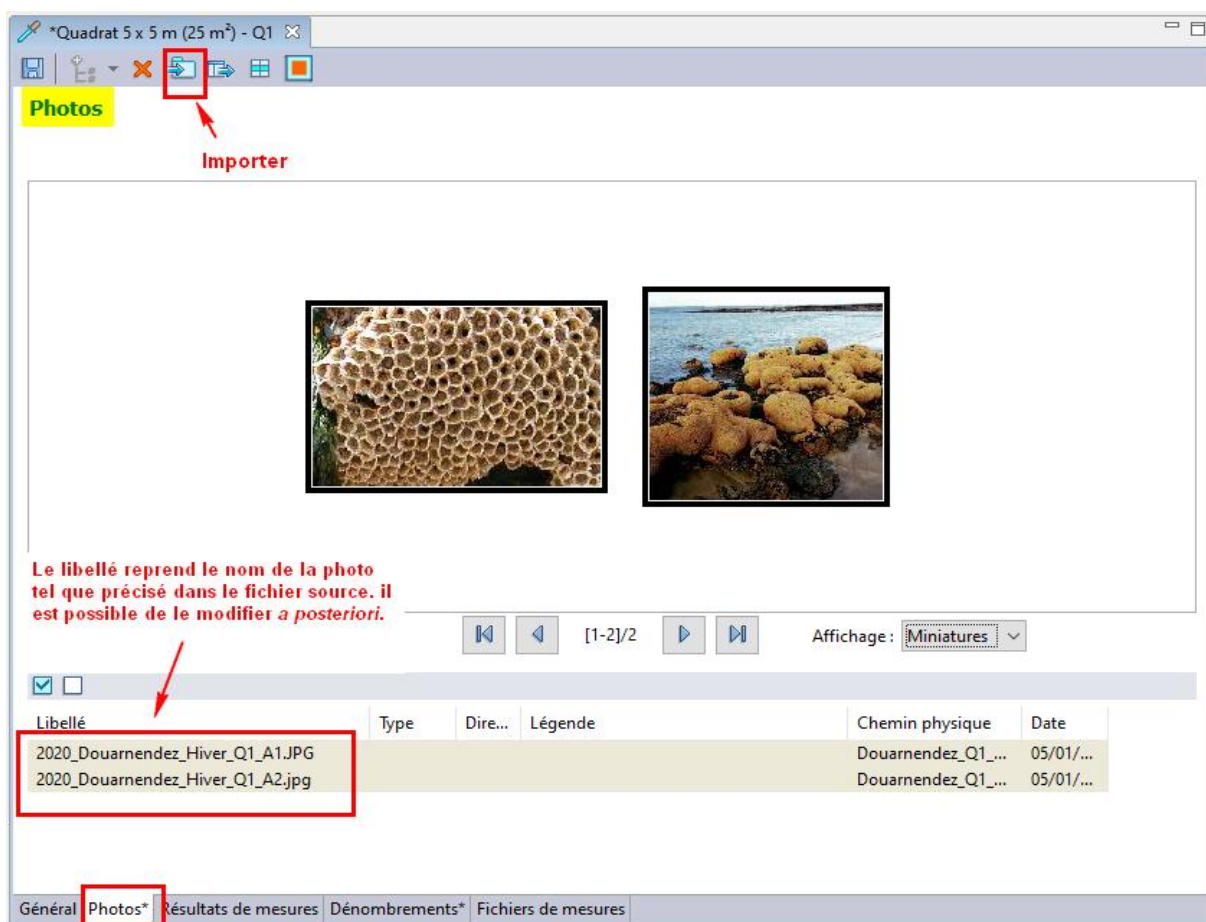 *Quadrat 5 x 5 m (25 m²) - Q1
Photos
Importer
Le libellé reprend le nom de la photo
tel que précisé dans le fichier source. il
est possible de le modifier a posteriori.
[1-2]/2 Affichage : Miniatures
Libellé Type Dire... Légende Chemin physique Date
2020_Douarnendez_Hiver_Q1_A1.JPG Douarnendez_Q1_... 05/01/...
2020_Douarnendez_Hiver_Q1_A2.jpg Douarnendez_Q1_... 05/01/...
Général Photos* Résultats de mesures Dénombrements* Fichiers de mesures